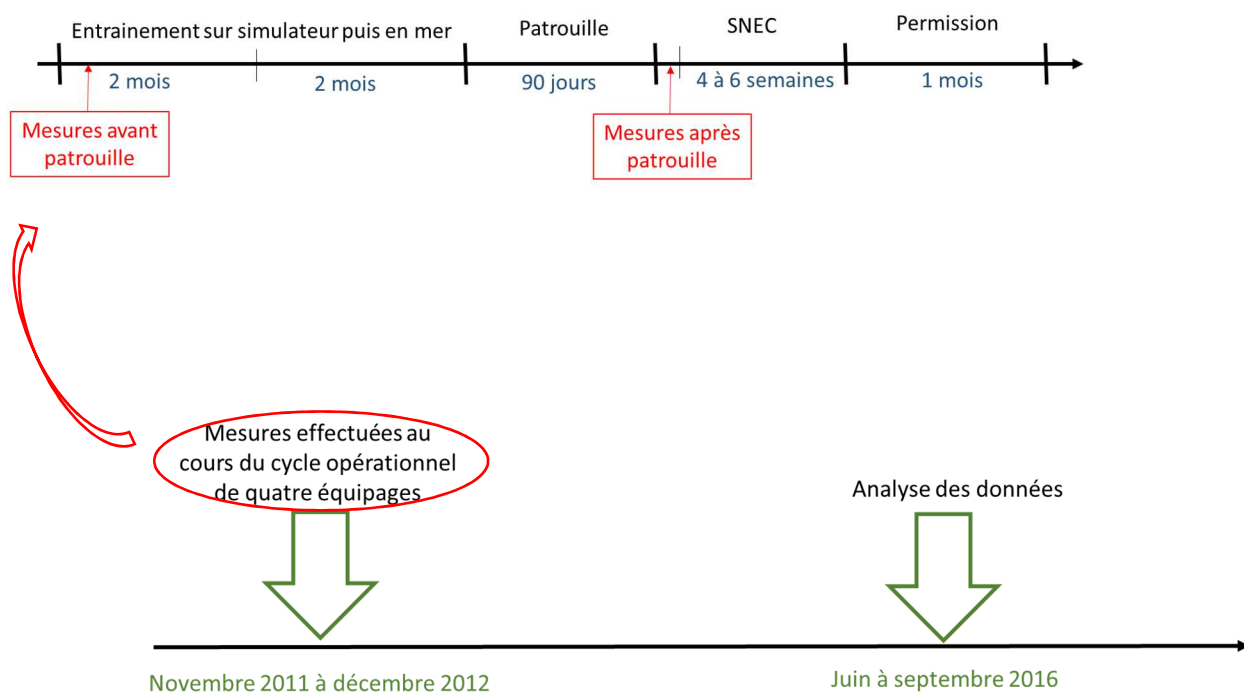 Entrainement sur simulateur puis en mer
Patrouille
SNEC
Permission
2 mois
2 mois
90 jours
4 à 6 semaines
1 mois
Mesures avant
patrouille
Mesures après
patrouille
Mesures effectuées au
cours du cycle opérationnel
de quatre équipages
Analyse des données
Novembre 2011 à décembre 2012
Juin à septembre 2016